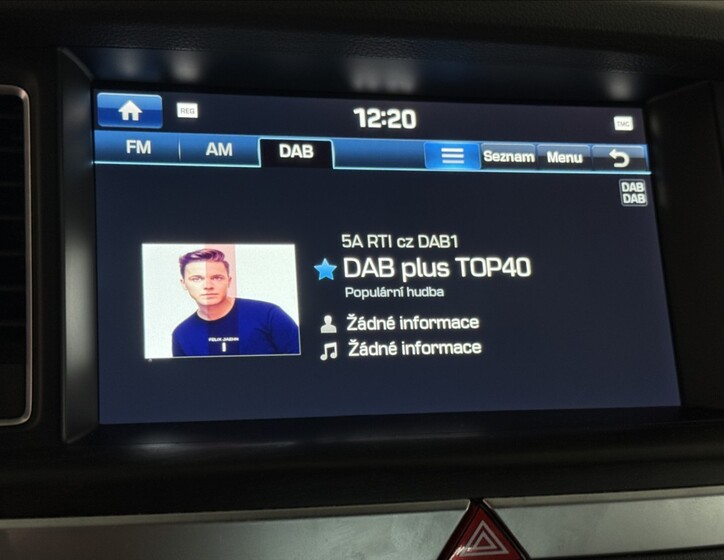 REG
12:20
TMC
FM AM DAB Seznam Menu
DAB
DAB
5A RTI cz DAB1
DAB plus TOP40
Populární hudba
Žádné informace
Žádné informace